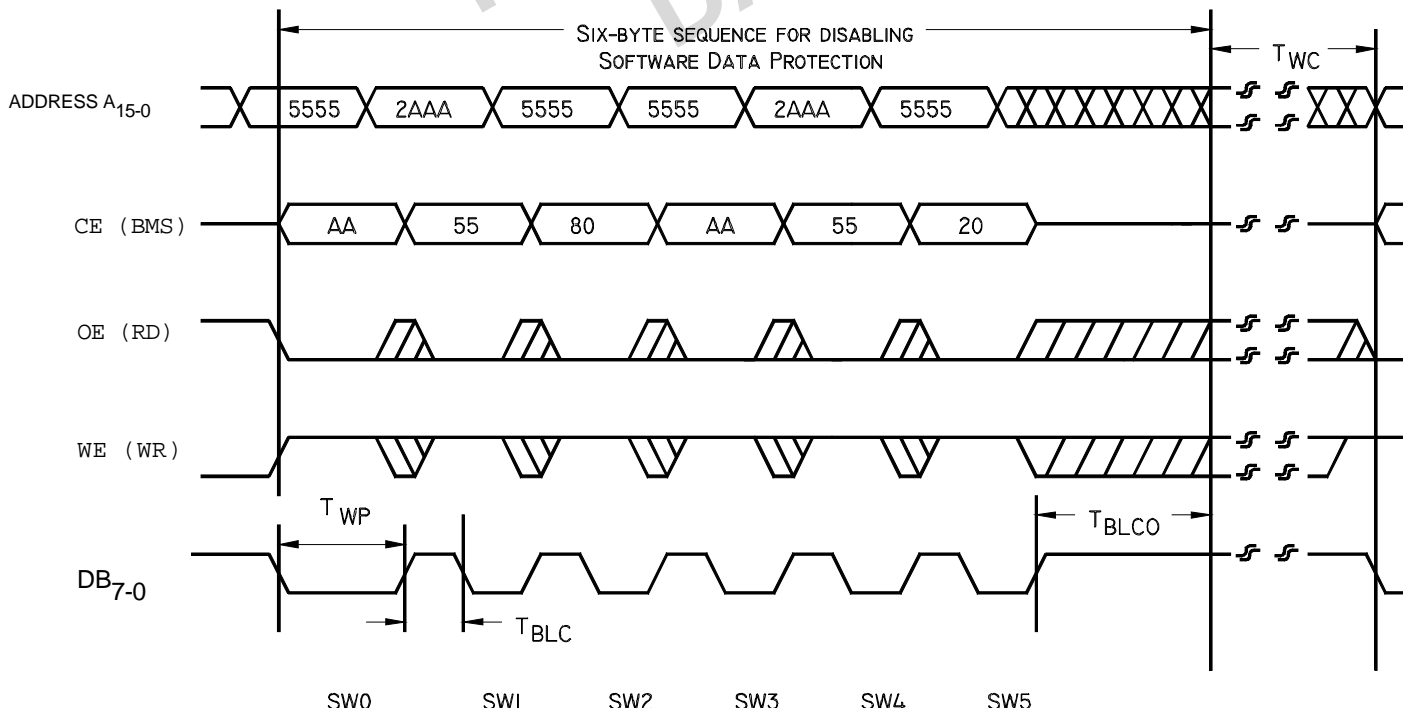 SIX-BYTE SEQUENCE FOR DISABLING
SOFTWARE DATA PROTECTION
TWC
ADDRESS A15-0
5555 2AAA 5555 5555 2AAA 5555
CE (BMS)
AA 55 80 AA 55 20
OE (RD)
WE (WR)
TWP
TBLCO
DB7-0
TBLC
SW0 SW1 SW2 SW3 SW4 SW5